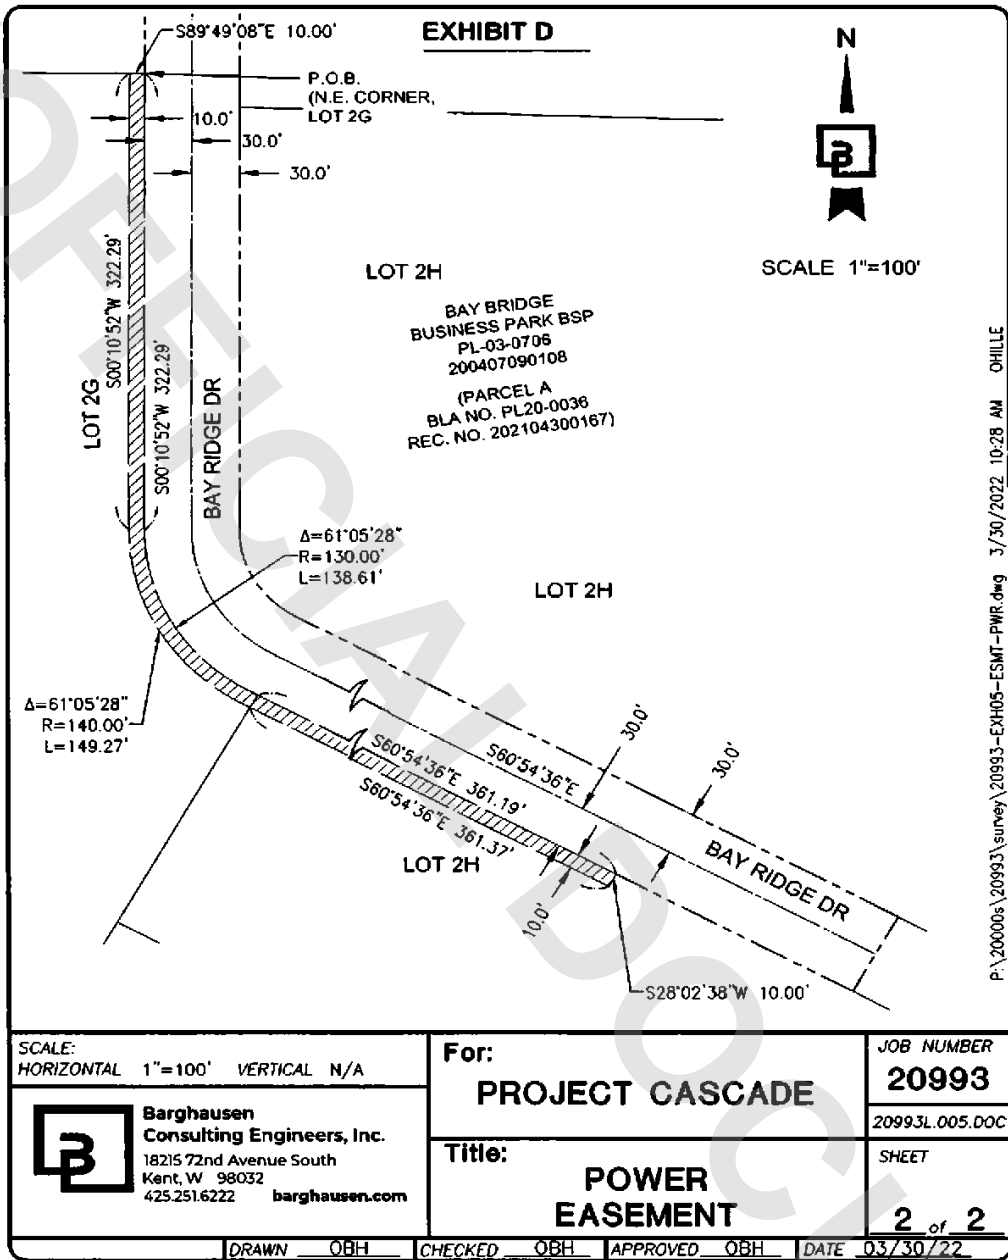 EXHIBIT D
S89°49'08"E 10.00'
P.O.B.
(N.E. CORNER,
LOT 2G
10.0'
30.0'
30.0'
N
B
SCALE 1"=100'
LOT 2H
BAY BRIDGE
BUSINESS PARK BSP
PL-03-0706
200407090108
(PARCEL A
BLA NO. PL20-0036
REC. NO. 202104300167)
LOT 2G
S00°10'52"W 322.29'
S00°10'52"W 322.29'
BAY RIDGE DR
Δ=61°05'28"
R=130.00'
L=138.61'
LOT 2H
Δ=61°05'28"
R=140.00'
L=149.27'
S60°54'36"E 361.19'
S60°54'36"E
S60°54'36"E 361.37'
30.0'
30.0'
LOT 2H
BAY RIDGE DR
10.0'
S28°02'38"W 10.00'
P:\20000s\20993\survey\20993-EXH05-ESMT-PWR.dwg 3/30/2022 10:28 AM OHILLE
SCALE:
HORIZONTAL 1"=100' VERTICAL N/A
B
Barghausen
Consulting Engineers, Inc.
18215 72nd Avenue South
Kent, W 98032
425.251.6222 barghausen.com
For:
PROJECT CASCADE
Title:
POWER
EASEMENT
JOB NUMBER
20993
20993L.005.DOC
SHEET
2 of 2
DRAWN OBH CHECKED OBH APPROVED OBH DATE 03/30/22
OFFICIAL DOCU